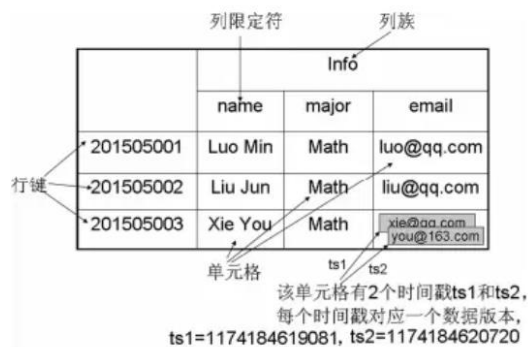 列限定符 列族
Info
name major email
201505001 Luo Min Math luo@qq.com
行键 201505002 Liu Jun Math liu@qq.com
201505003 Xie You Math xie@qq.com
you@163.com
单元格 ts1 ts2
该单元格有2个时间戳ts1和ts2,
每个时间戳对应一个数据版本,
ts1=1174184619081, ts2=1174184620720